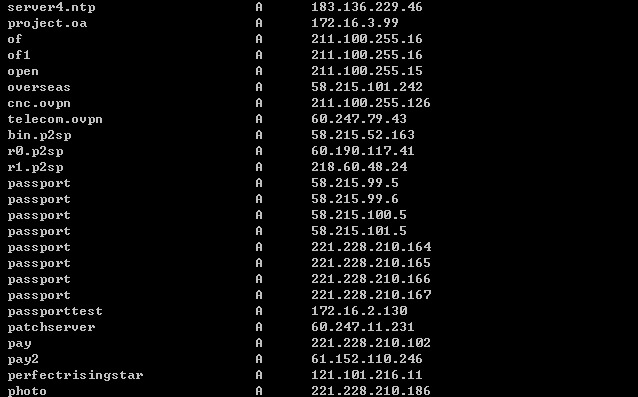 server4.ntp A 183.136.229.46
project.oa A 172.16.3.99
of A 211.100.255.16
of1 A 211.100.255.16
open A 211.100.255.15
overseas A 58.215.101.242
cnc.ovpn A 211.100.255.126
telecom.ovpn A 60.247.79.43
bin.p2sp A 58.215.52.163
r0.p2sp A 60.190.117.41
r1.p2sp A 218.60.48.24
passport A 58.215.99.5
passport A 58.215.99.6
passport A 58.215.100.5
passport A 58.215.101.5
passport A 221.228.210.164
passport A 221.228.210.165
passport A 221.228.210.166
passport A 221.228.210.167
passporttest A 172.16.2.130
patchserver A 60.247.11.231
pay A 221.228.210.102
pay2 A 61.152.110.246
perfectrisingstar A 121.101.216.11
photo A 221.228.210.186